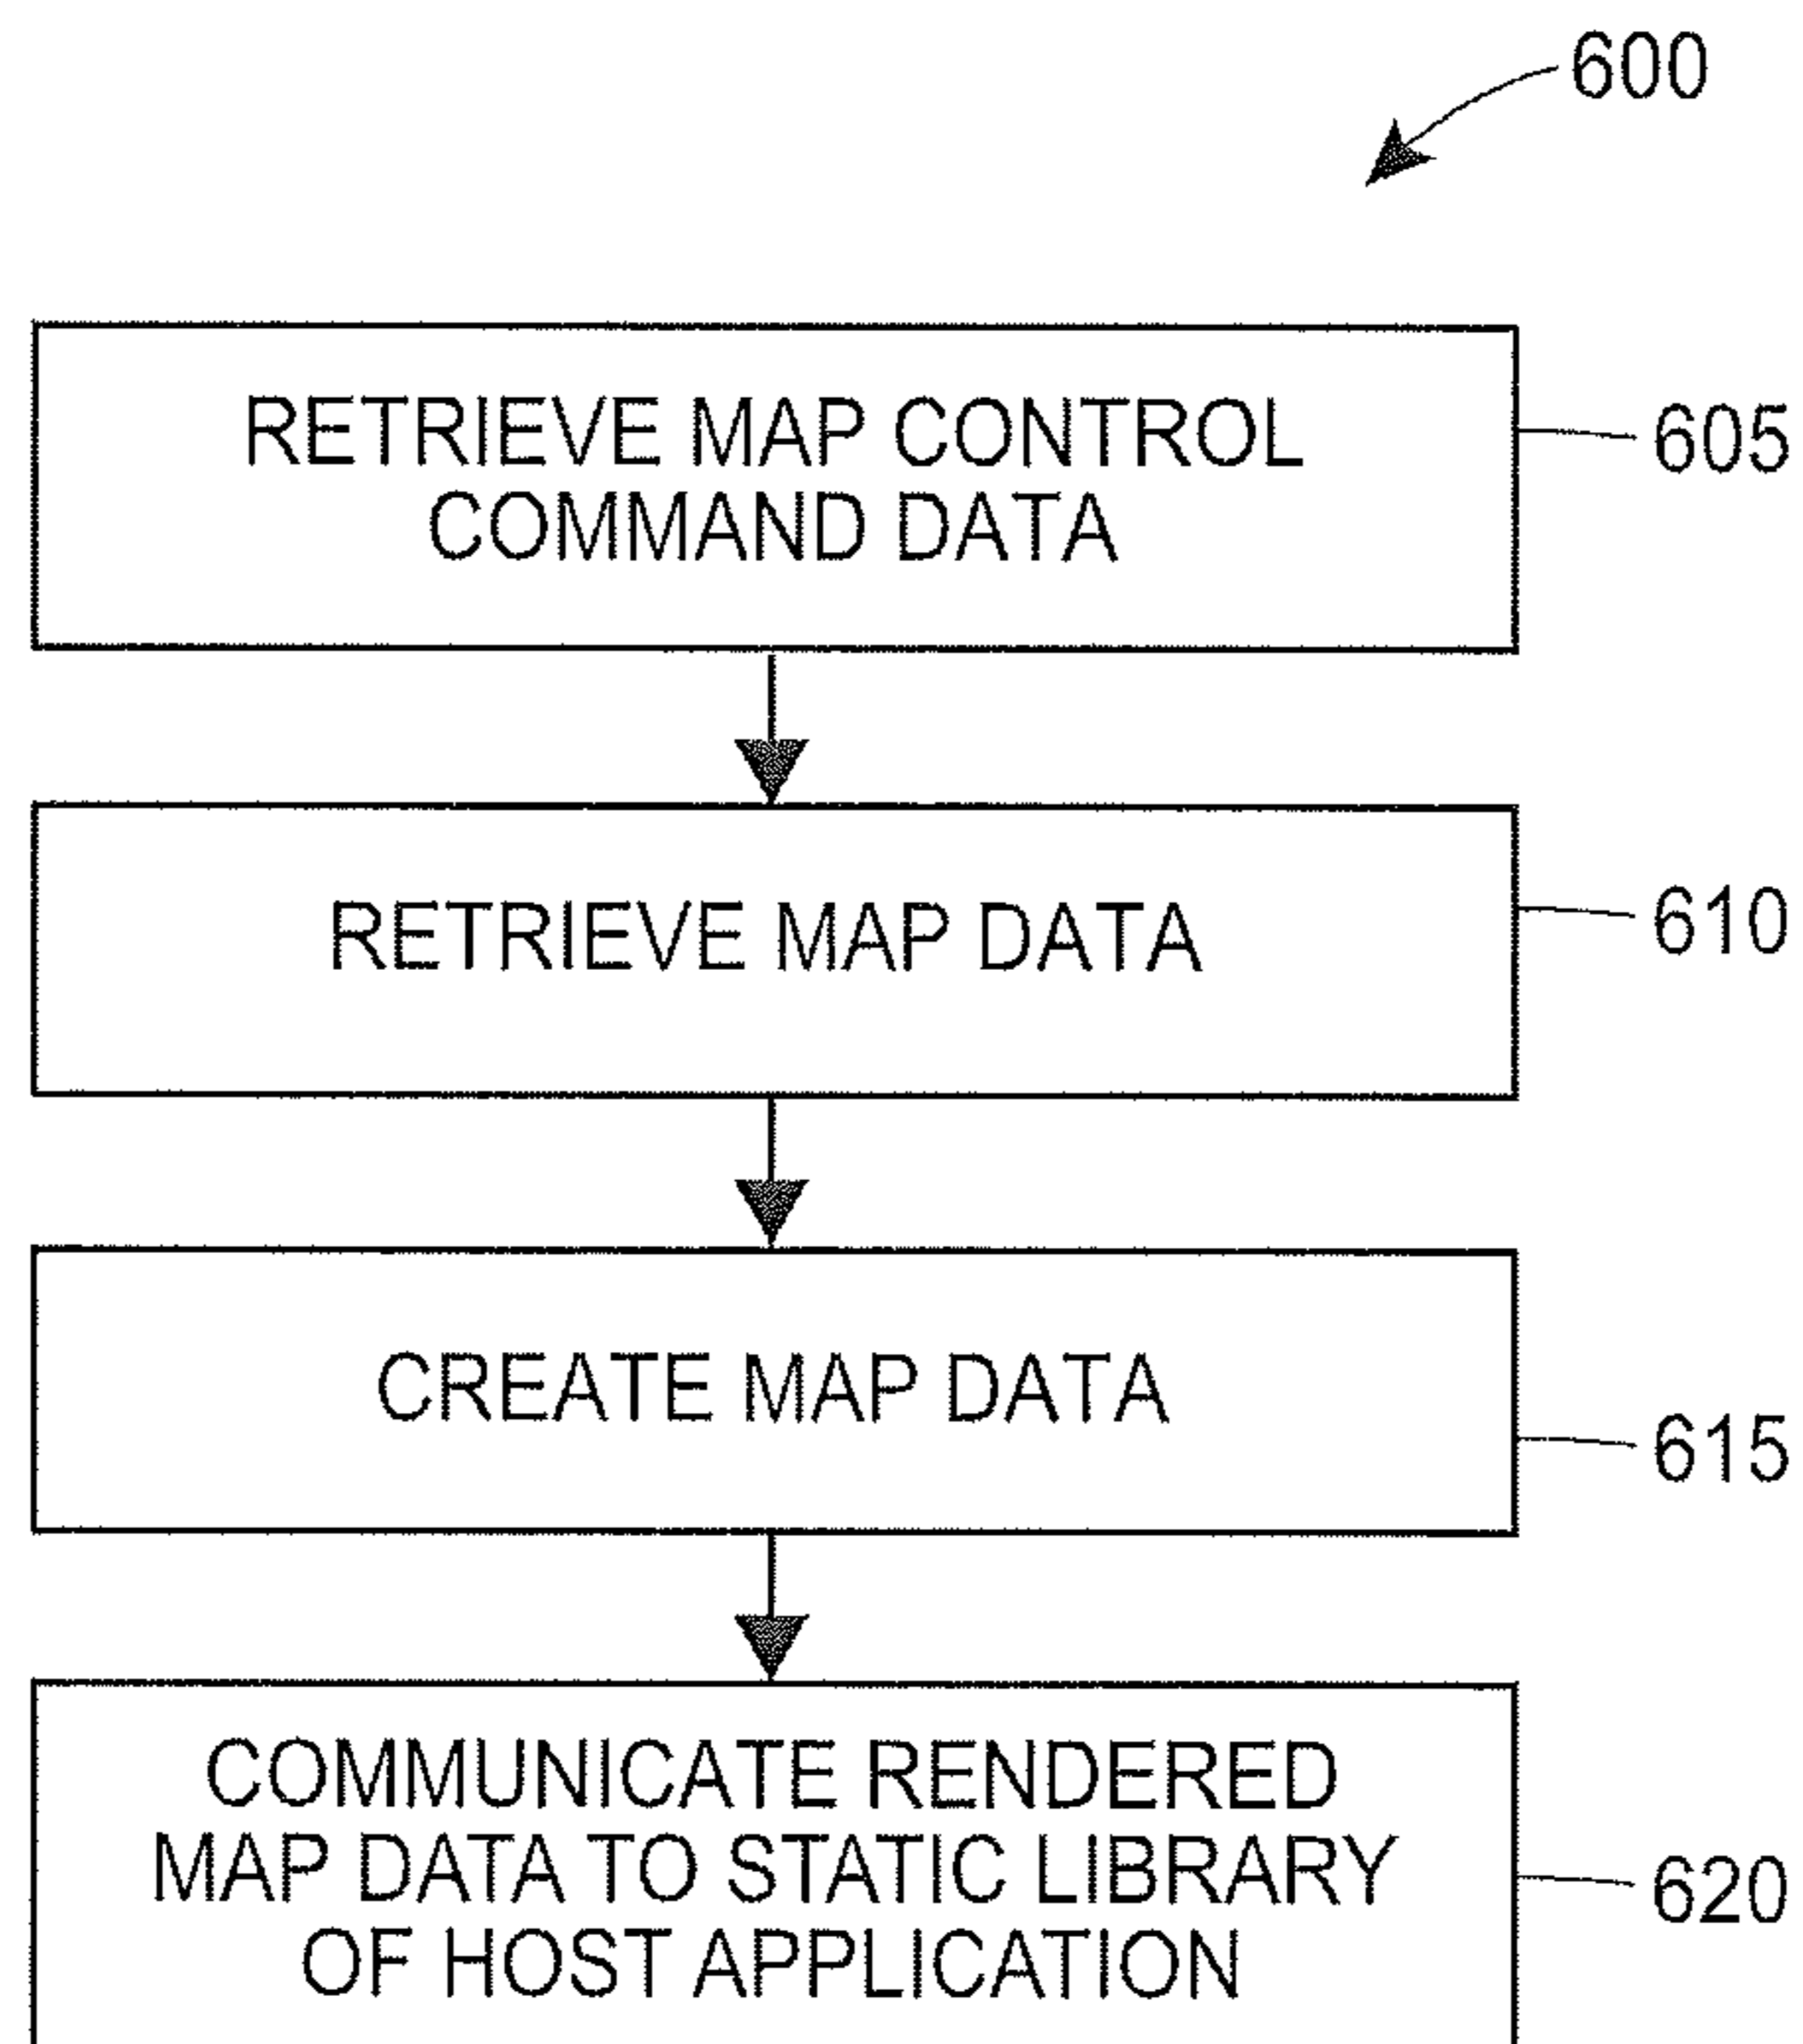 600
RETRIEVE MAP CONTROL
COMMAND DATA
605
RETRIEVE MAP DATA
610
CREATE MAP DATA
615
COMMUNICATE RENDERED
MAP DATA TO STATIC LIBRARY
OF HOST APPLICATION
620